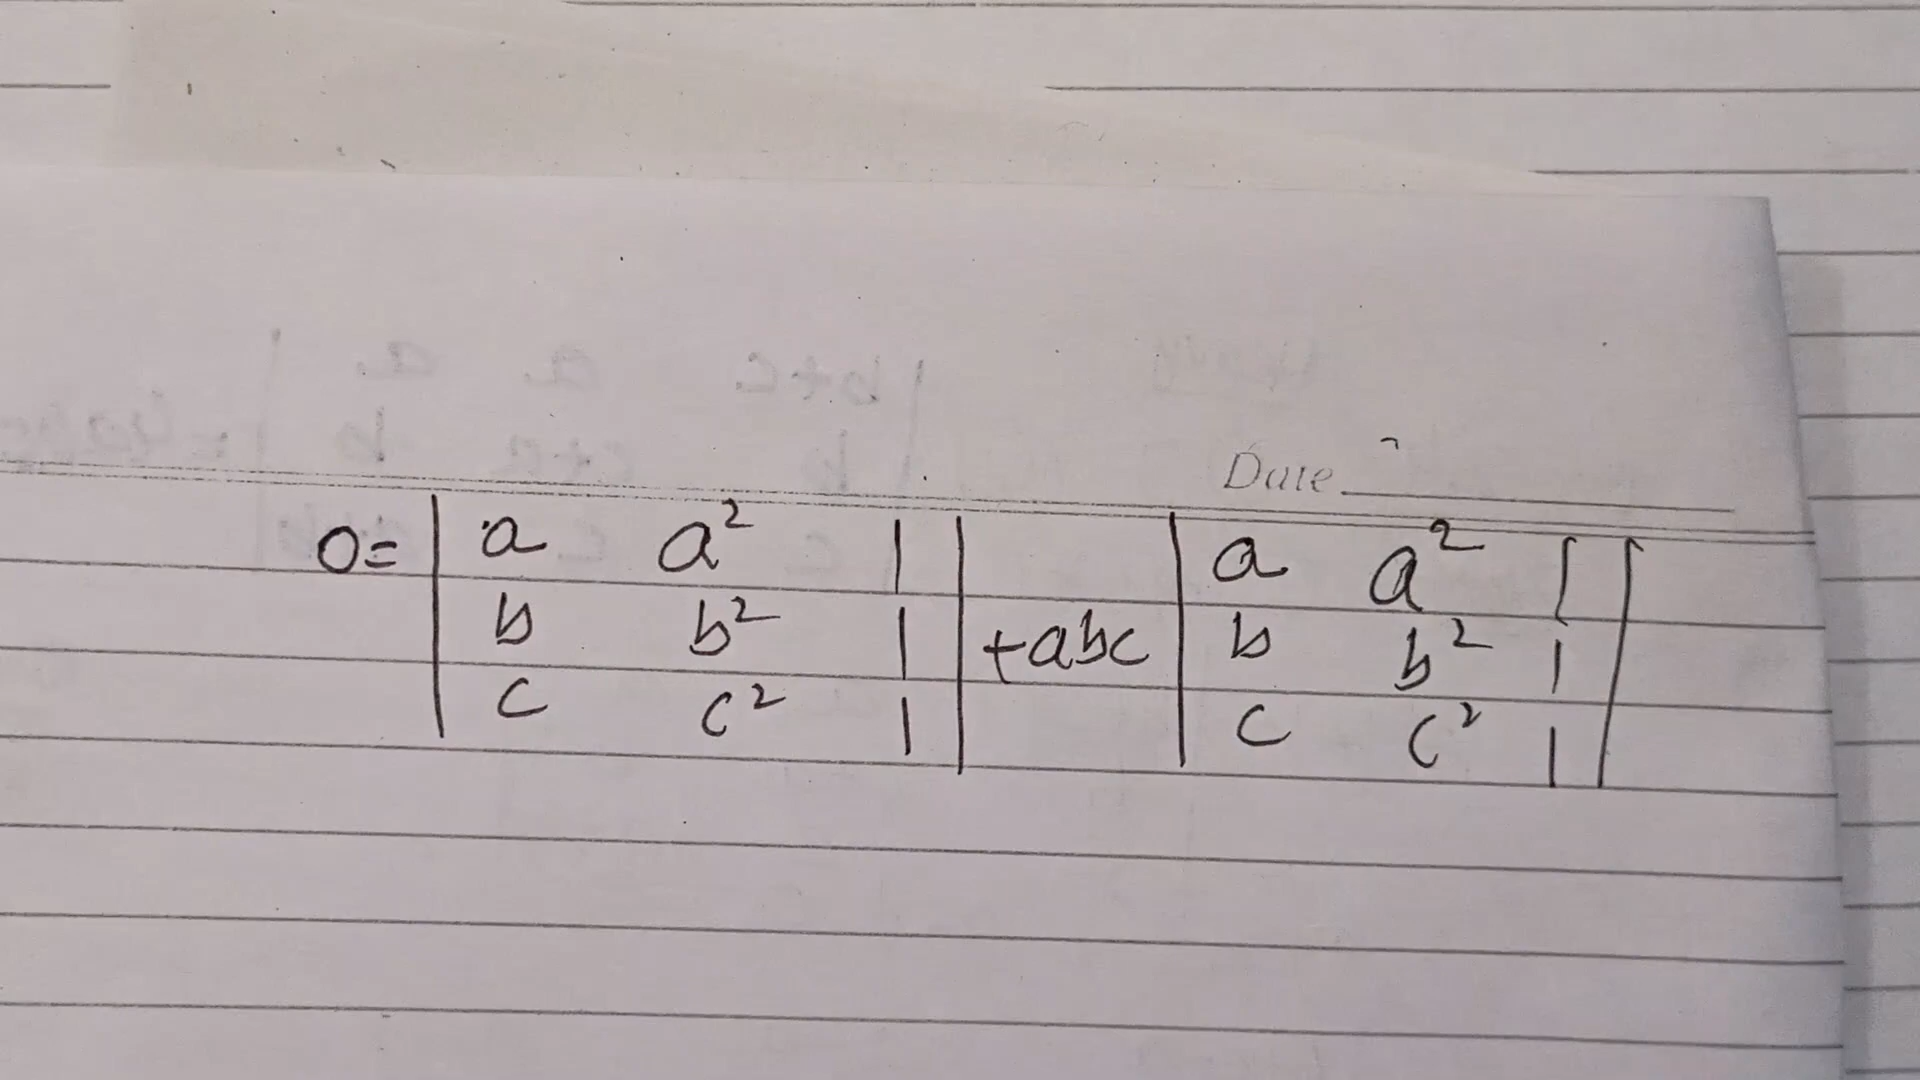 Date
0= | a a² 1 | | a a² 1 |
| b b² 1 | +abc | b b² 1 |
| c c² 1 | | c c² 1 |